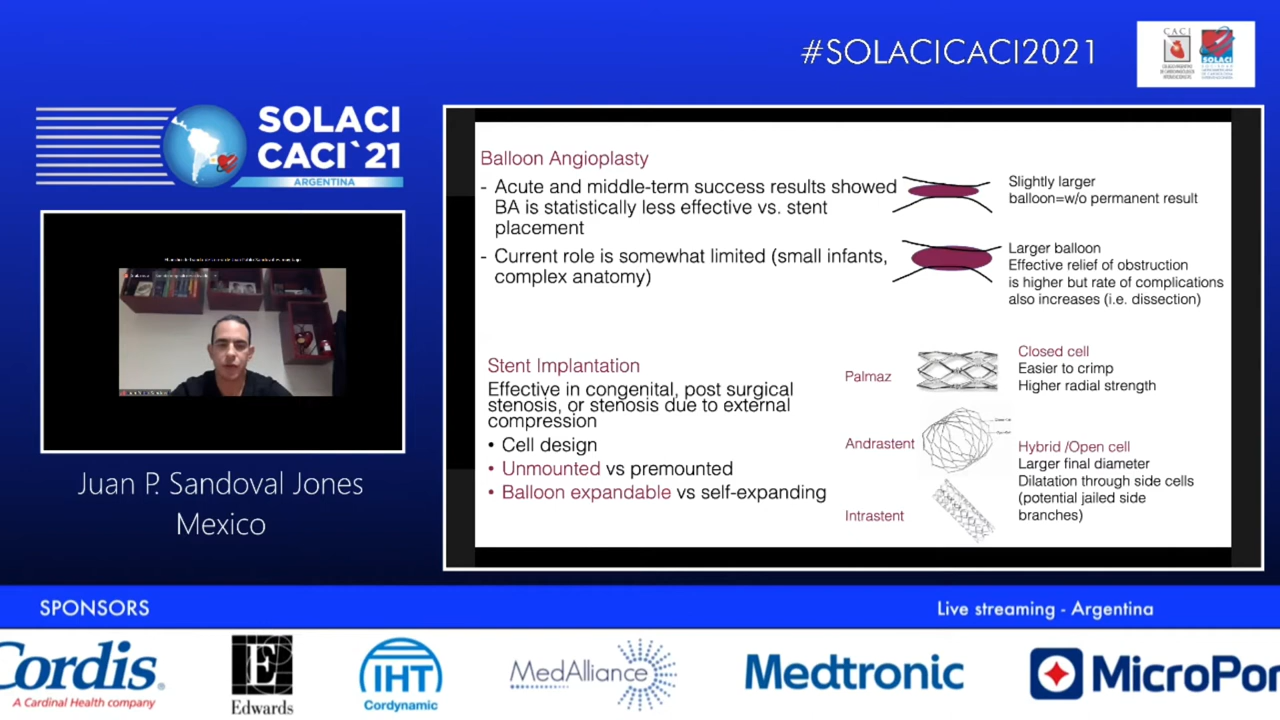 #SOLACICACI2021
CACI
SOLACI
SOLACI
CACI`21
ARGENTINA
Juan P. Sandoval Jones
Mexico
Balloon Angioplasty
- Acute and middle-term success results showed
BA is statistically less effective vs. stent
placement
- Current role is somewhat limited (small infants,
complex anatomy)
Slightly larger
balloon=w/o permanent result
Larger balloon
Effective relief of obstruction
is higher but rate of complications
also increases (i.e. dissection)
Stent Implantation
Effective in congenital, post surgical
stenosis, or stenosis due to external
compression
• Cell design
• Unmounted vs premounted
• Balloon expandable vs self-expanding
Palmaz
Closed cell
Easier to crimp
Higher radial strength
Andrastent
Hybrid /Open cell
Larger final diameter
Dilatation through side cells
(potential jailed side
branches)
Intrastent
SPONSORS
Live streaming - Argentina
Cordis
A Cardinal Health company
E
Edwards
IHT
Cordynamic
MedAlliance
Medtronic
MicroPor